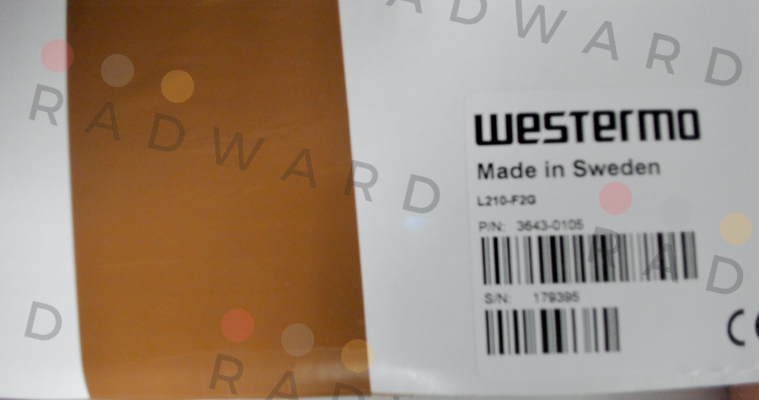 RADWARD
westermo
Made in Sweden
L210-F2G
P/N: 3643-0105
S/N: 179395
CE
RADWARD
RAD
D
RAD